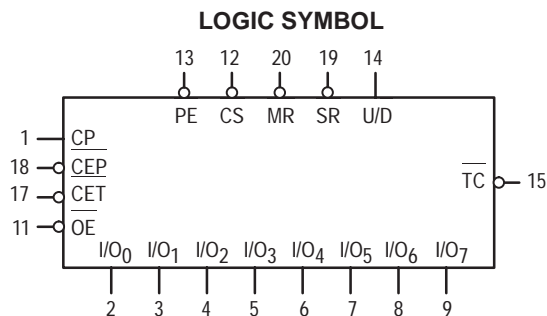 LOGIC SYMBOL
13 12 20 19 14
PE CS MR SR U/D
1 CP
18 CEP
17 CET
11 OE
TC 15
I/O0 I/O1 I/O2 I/O3 I/O4 I/O5 I/O6 I/O7
2 3 4 5 6 7 8 9